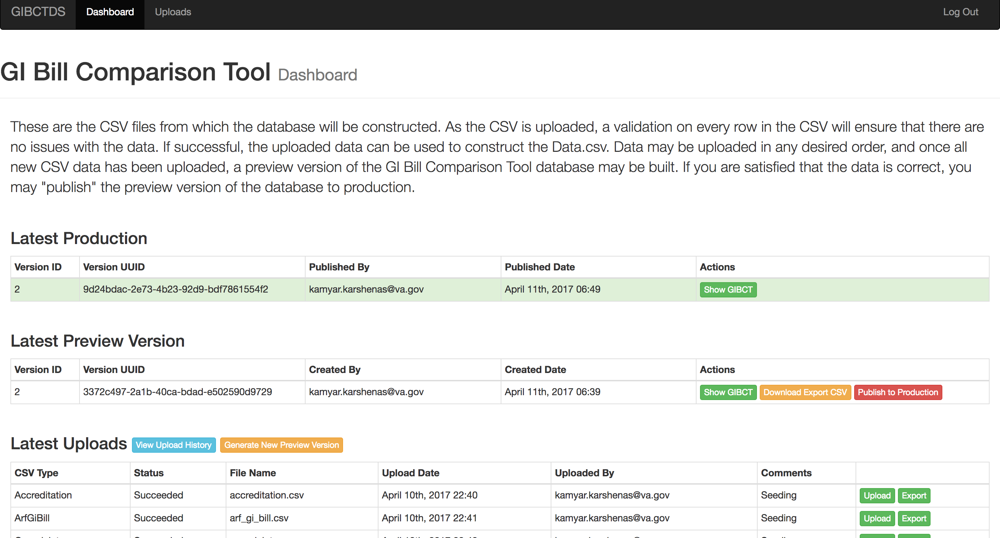 GIBCTDS Dashboard Uploads Log Out
GI Bill Comparison Tool Dashboard
These are the CSV files from which the database will be constructed. As the CSV is uploaded, a validation on every row in the CSV will ensure that there are
no issues with the data. If successful, the uploaded data can be used to construct the Data.csv. Data may be uploaded in any desired order, and once all
new CSV data has been uploaded, a preview version of the GI Bill Comparison Tool database may be built. If you are satisfied that the data is correct, you
may "publish" the preview version of the database to production.
Latest Production
Version ID Version UUID Published By Published Date Actions
2 9d24bdac-2e73-4b23-92d9-bdf7861554f2 kamyar.karshenas@va.gov April 11th, 2017 06:49 Show GIBCT
Latest Preview Version
Version ID Version UUID Created By Created Date Actions
2 3372c497-2a1b-40ca-bdad-e502590d9729 kamyar.karshenas@va.gov April 11th, 2017 06:39 Show GIBCT Download Export CSV Publish to Production
Latest Uploads View Upload History Generate New Preview Version
CSV Type Status File Name Upload Date Uploaded By Comments
Accreditation Succeeded accreditation.csv April 10th, 2017 22:40 kamyar.karshenas@va.gov Seeding Upload Export
ArfGiBill Succeeded arf_gi_bill.csv April 10th, 2017 22:41 kamyar.karshenas@va.gov Seeding Upload Export